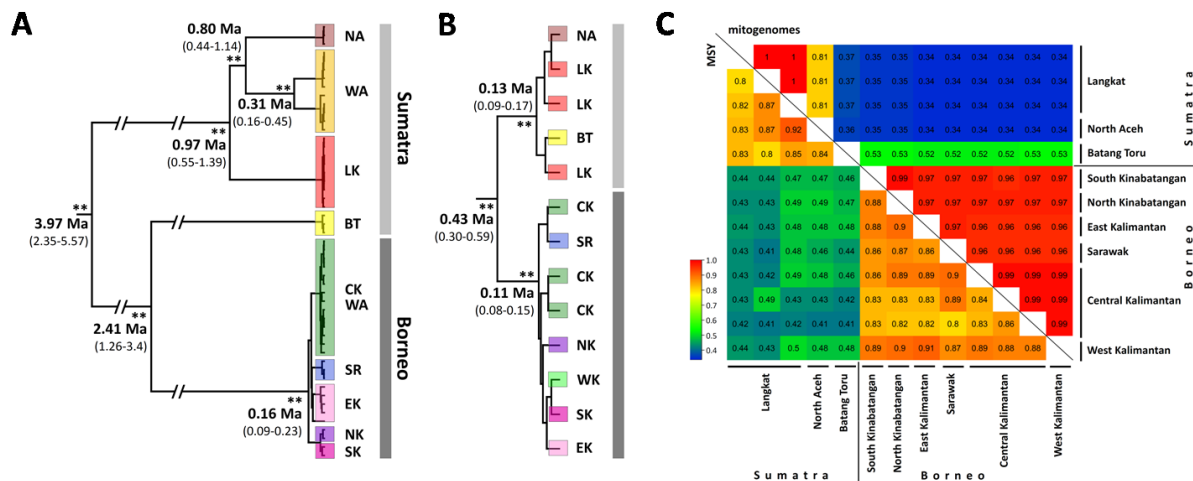 A
0.80 Ma
(0.44-1.14)
**
**
0.31 Ma
(0.16-0.45)
**
0.97 Ma
(0.55-1.39)
**
3.97 Ma
(2.35-5.57)
**
2.41 Ma
(1.26-3.4)
**
0.16 Ma
(0.09-0.23)
NA
WA
LK
BT
CK
WA
SR
EK
NK
SK
Sumatra
Borneo
B
0.13 Ma
(0.09-0.17)
**
**
0.43 Ma
(0.30-0.59)
**
0.11 Ma
(0.08-0.15)
NA
LK
LK
BT
LK
CK
SR
CK
CK
NK
WK
SK
EK
C
mitogenomes
MSY
1 1 0.81 0.37 0.35 0.35 0.34 0.34 0.34 0.34 0.34 0.34
0.8 1 0.81 0.37 0.35 0.35 0.34 0.34 0.34 0.34 0.34 0.34
0.82 0.87 0.81 0.37 0.35 0.35 0.34 0.34 0.34 0.34 0.34 0.34
0.83 0.87 0.92 0.36 0.34 0.34 0.34 0.34 0.34 0.34 0.34 0.34
0.83 0.8 0.85 0.84 0.53 0.53 0.52 0.52 0.52 0.52 0.53 0.53
0.44 0.44 0.47 0.47 0.46 0.99 0.97 0.97 0.97 0.96 0.97 0.97
0.43 0.43 0.49 0.49 0.47 0.88 0.97 0.97 0.97 0.97 0.97 0.97
0.44 0.43 0.48 0.48 0.48 0.88 0.9 0.97 0.96 0.96 0.96 0.96
0.43 0.41 0.48 0.46 0.44 0.86 0.87 0.86 0.96 0.96 0.96 0.96
0.43 0.42 0.49 0.48 0.46 0.86 0.89 0.89 0.9 0.99 0.99 0.99
0.43 0.49 0.43 0.43 0.42 0.83 0.83 0.83 0.89 0.84 0.99 0.99
0.42 0.41 0.41 0.41 0.41 0.83 0.82 0.82 0.8 0.83 0.86 0.99
0.44 0.43 0.5 0.48 0.48 0.89 0.9 0.91 0.87 0.89 0.88 0.88
Langkat
North Aceh
Batang Toru
South Kinabatangan
North Kinabatangan
East Kalimantan
Sarawak
Central Kalimantan
West Kalimantan
Sumatra
Borneo
1.0
0.9
0.8
0.7
0.6
0.5
0.4
Langkat
North Aceh
Batang Toru
South Kinabatangan
North Kinabatangan
East Kalimantan
Sarawak
Central Kalimantan
West Kalimantan
Sumatra
Borneo